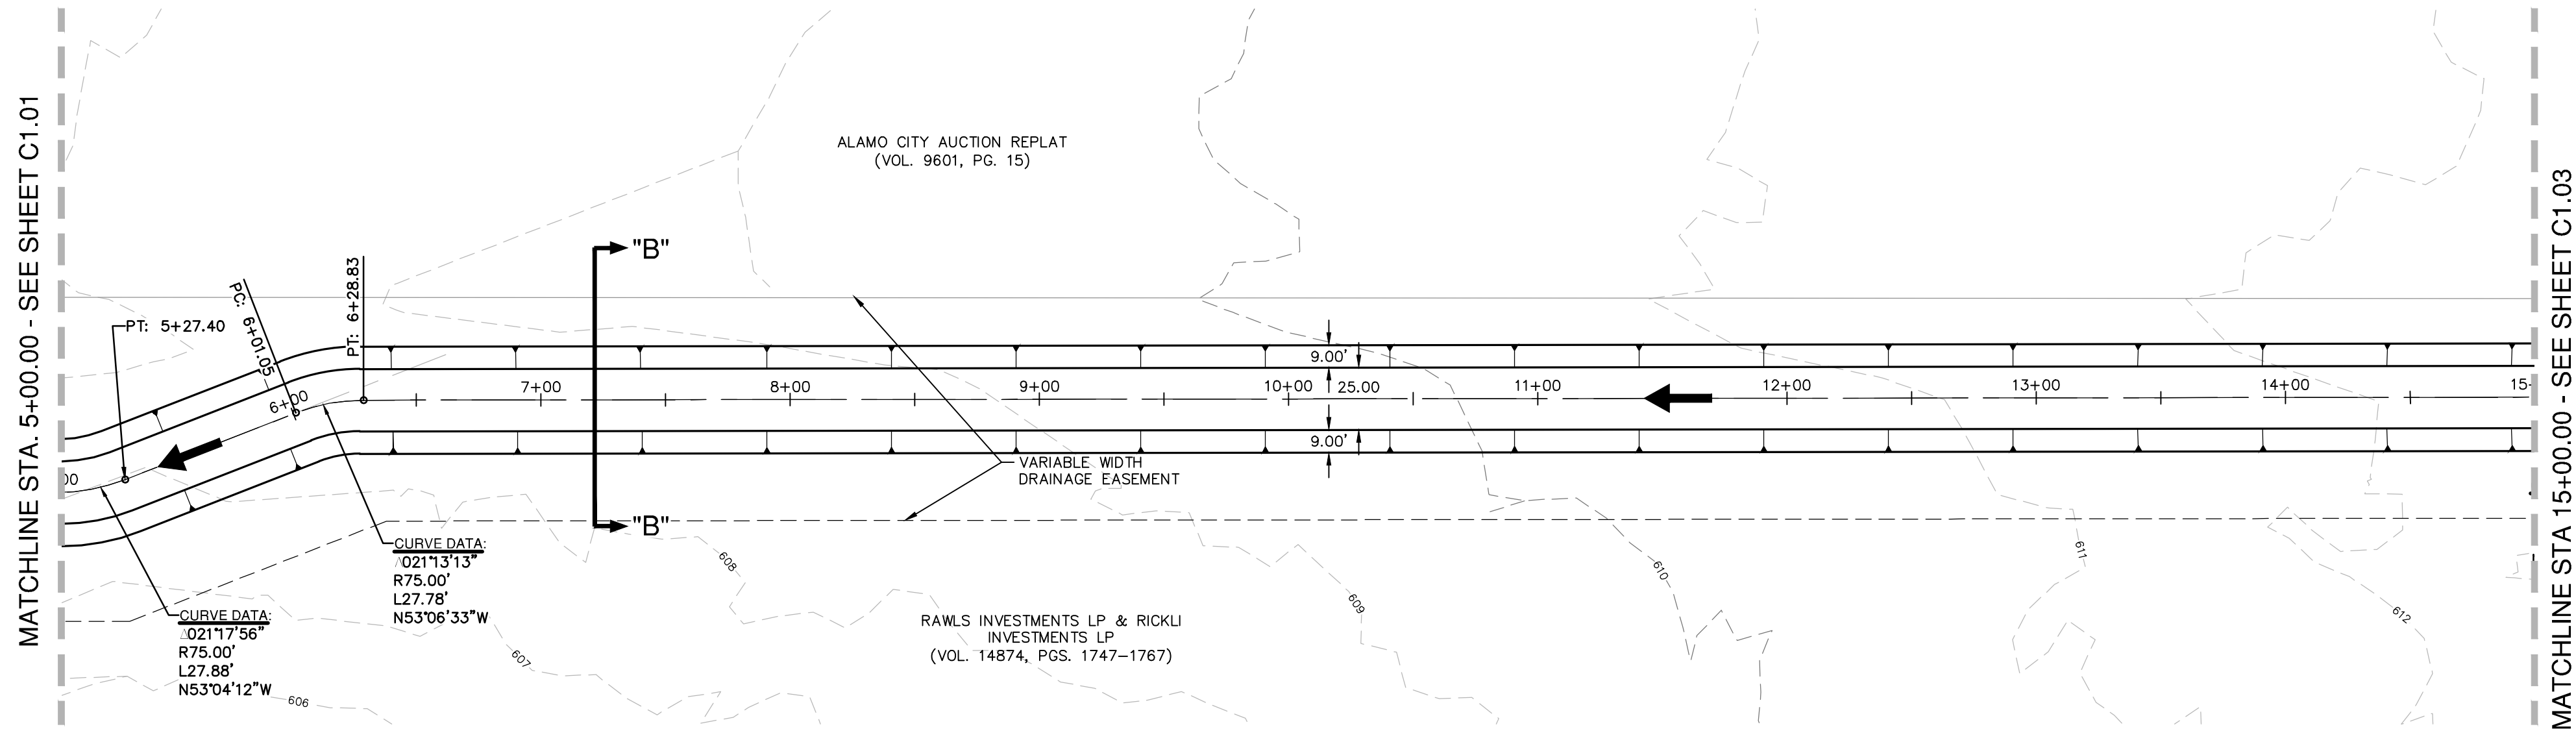 MATCHLINE STA. 5+00.00 - SEE SHEET C1.01
ALAMO CITY AUCTION REPLAT
(VOL. 9601, PG. 15)
"B"
PT: 5+27.40
PC: 6+01.05
PT: 6+28.83
9.00'
6+00
7+00
8+00
9+00
10+00
25.00
11+00
12+00
13+00
14+00
15-
9.00'
00
VARIABLE WIDTH
DRAINAGE EASEMENT
"B"
CURVE DATA:
Δ021°13'13"
R75.00'
L27.78'
N53°06'33"W
CURVE DATA:
Δ021°17'56"
R75.00'
L27.88'
N53°04'12"W
RAWLS INVESTMENTS LP & RICKLI
INVESTMENTS LP
(VOL. 14874, PGS. 1747-1767)
606
607
608
609
610
611
612
MATCHLINE STA 15+00.00 - SEE SHEET C1.03